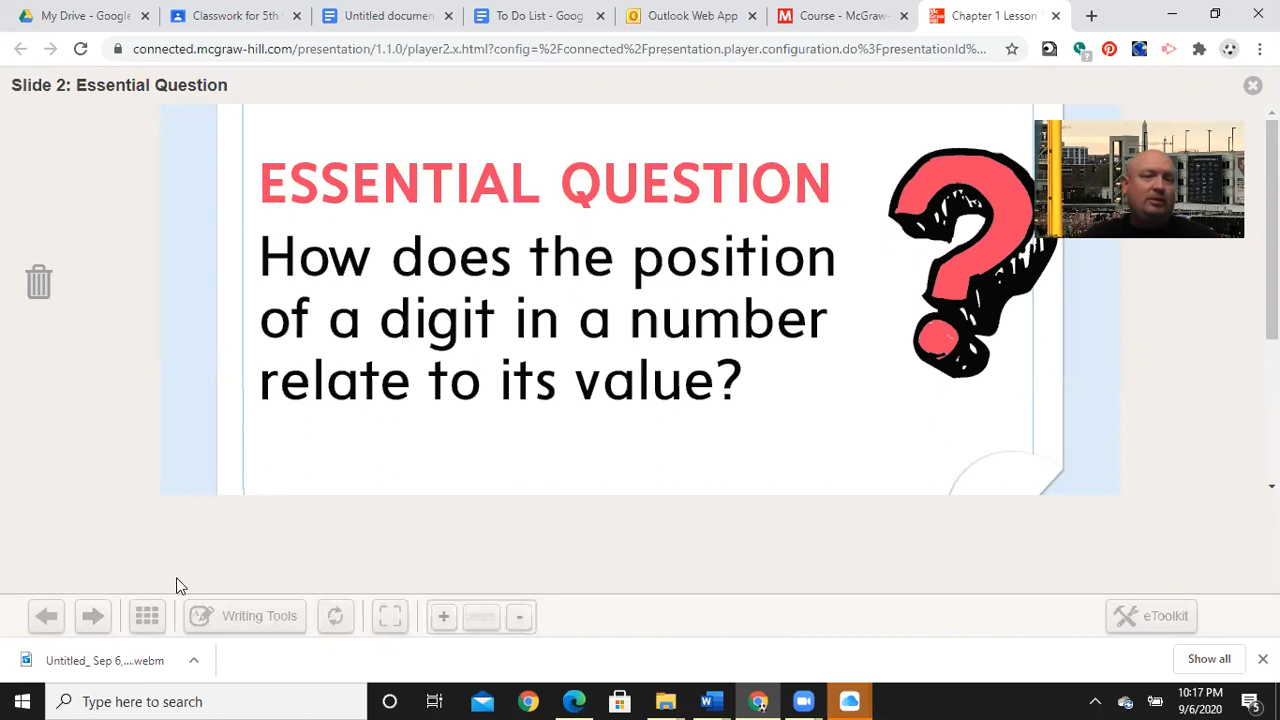 My Drive - Google
Classwork for 5th
Untitled documen
To Do List - Goog
Outlook Web App
Course - McGraw-
Chapter 1 Lesson
connected.mcgraw-hill.com/presentation/1.1.0/player2.x.html?config=%2Fconnected%2Fpresentation.player.configuration.do%3FpresentationId%...
Slide 2: Essential Question
ESSENTIAL QUESTION
How does the position
of a digit in a number
relate to its value?
Writing Tools
+
-
eToolkit
Untitled_ Sep 6,....webm
Show all
Type here to search
10:17 PM
9/6/2020
5